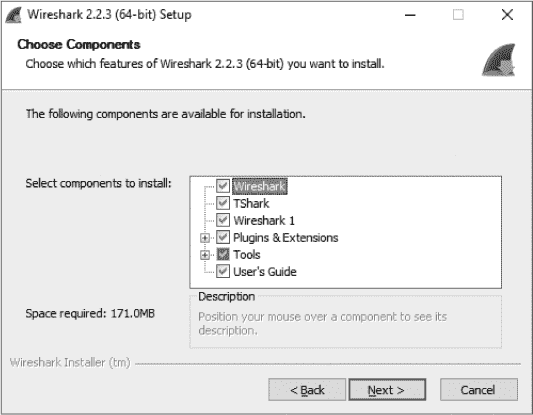 Wireshark 2.2.3 (64-bit) Setup
Choose Components
Choose which features of Wireshark 2.2.3 (64-bit) you want to install.
The following components are available for installation.
Select components to install:
Wireshark
TShark
Wireshark 1
Plugins & Extensions
Tools
User's Guide
Space required: 171.0MB
Description
Position your mouse over a component to see its
description.
Wireshark Installer (tm)
< Back
Next >
Cancel